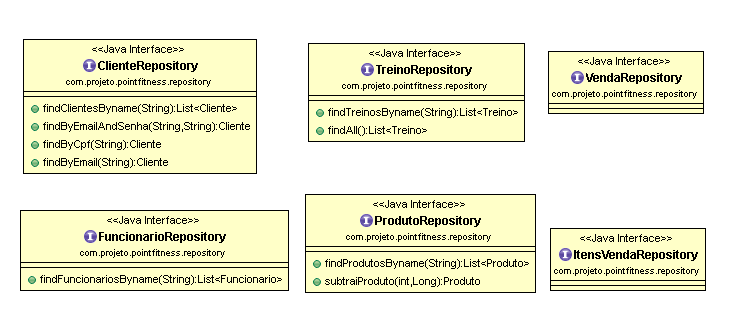 <<Java Interface>>
ClienteRepository
com.projeto.pointfitness.repository
findClientesByname(String):List<Cliente>
findByEmailAndSenha(String,String):Cliente
findByCpf(String):Cliente
findByEmail(String):Cliente
<<Java Interface>>
TreinoRepository
com.projeto.pointfitness.repository
findTreinosByname(String):List<Treino>
findAll():List<Treino>
<<Java Interface>>
VendaRepository
com.projeto.pointfitness.repository
<<Java Interface>>
FuncionarioRepository
com.projeto.pointfitness.repository
findFuncionariosByname(String):List<Funcionario>
<<Java Interface>>
ProdutoRepository
com.projeto.pointfitness.repository
findProdutosByname(String):List<Produto>
subtraiProduto(int,Long):Produto
<<Java Interface>>
ItensVendaRepository
com.projeto.pointfitness.repository